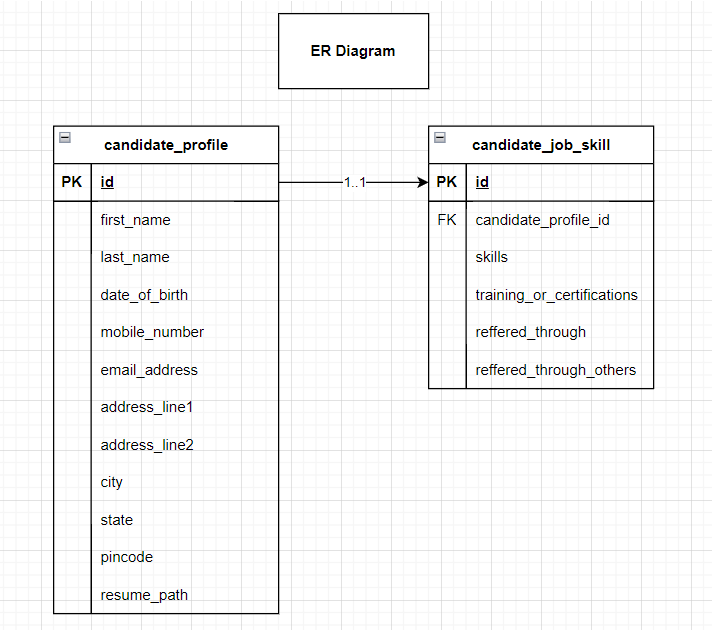 ER Diagram
candidate_profile
PK id
first_name
last_name
date_of_birth
mobile_number
email_address
address_line1
address_line2
city
state
pincode
resume_path
1..1
candidate_job_skill
PK id
FK candidate_profile_id
skills
training_or_certifications
reffered_through
reffered_through_others